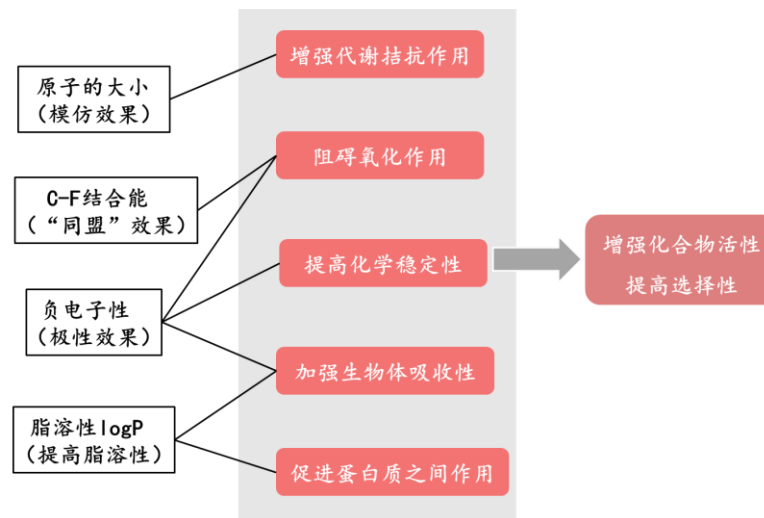 增强代谢拮抗作用
原子的大小
(模仿效果)
阻碍氧化作用
C-F结合能
(“同盟”效果)
增强化合物活性
提高选择性
提高化学稳定性
负电子性
(极性效果)
加强生物体吸收性
脂溶性logP
(提高脂溶性)
促进蛋白质之间作用